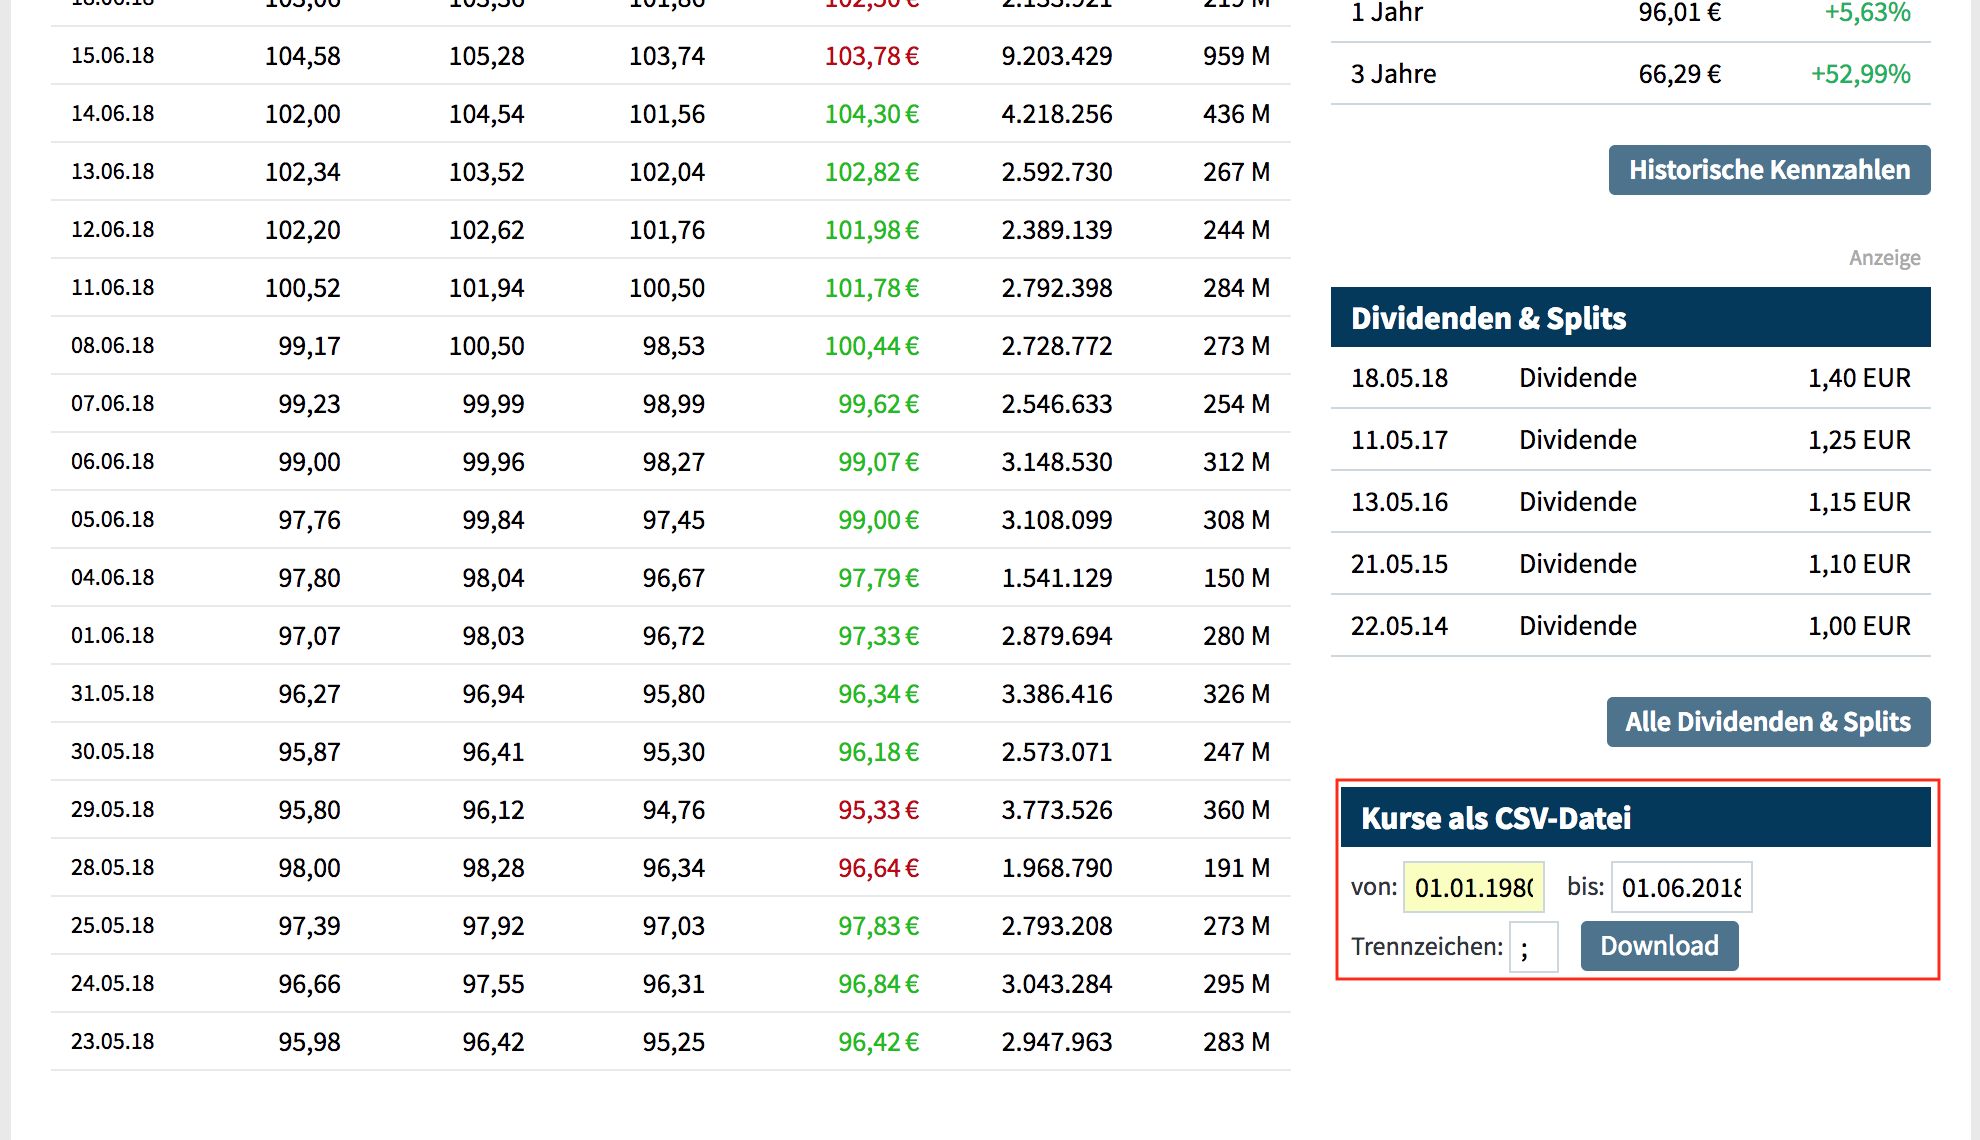 15.06.18 104,58 105,28 103,74 103,78 € 9.203.429 959 M
14.06.18 102,00 104,54 101,56 104,30 € 4.218.256 436 M
13.06.18 102,34 103,52 102,04 102,82 € 2.592.730 267 M
12.06.18 102,20 102,62 101,76 101,98 € 2.389.139 244 M
11.06.18 100,52 101,94 100,50 101,78 € 2.792.398 284 M
08.06.18 99,17 100,50 98,53 100,44 € 2.728.772 273 M
07.06.18 99,23 99,99 98,99 99,62 € 2.546.633 254 M
06.06.18 99,00 99,96 98,27 99,07 € 3.148.530 312 M
05.06.18 97,76 99,84 97,45 99,00 € 3.108.099 308 M
04.06.18 97,80 98,04 96,67 97,79 € 1.541.129 150 M
01.06.18 97,07 98,03 96,72 97,33 € 2.879.694 280 M
31.05.18 96,27 96,94 95,80 96,34 € 3.386.416 326 M
30.05.18 95,87 96,41 95,30 96,18 € 2.573.071 247 M
29.05.18 95,80 96,12 94,76 95,33 € 3.773.526 360 M
28.05.18 98,00 98,28 96,34 96,64 € 1.968.790 191 M
25.05.18 97,39 97,92 97,03 97,83 € 2.793.208 273 M
24.05.18 96,66 97,55 96,31 96,84 € 3.043.284 295 M
23.05.18 95,98 96,42 95,25 96,42 € 2.947.963 283 M
1 Jahr 96,01 € +5,63%
3 Jahre 66,29 € +52,99%
Historische Kennzahlen
Anzeige
Dividenden & Splits
18.05.18 Dividende 1,40 EUR
11.05.17 Dividende 1,25 EUR
13.05.16 Dividende 1,15 EUR
21.05.15 Dividende 1,10 EUR
22.05.14 Dividende 1,00 EUR
Alle Dividenden & Splits
Kurse als CSV-Datei
von: 01.01.1980 bis: 01.06.2018
Trennzeichen: ; Download